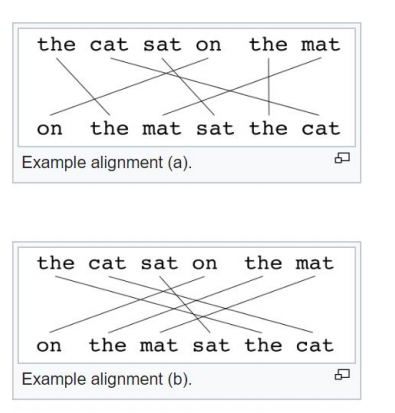 the cat sat on the mat
on the mat sat the cat
Example alignment (a).
the cat sat on the mat
on the mat sat the cat
Example alignment (b).